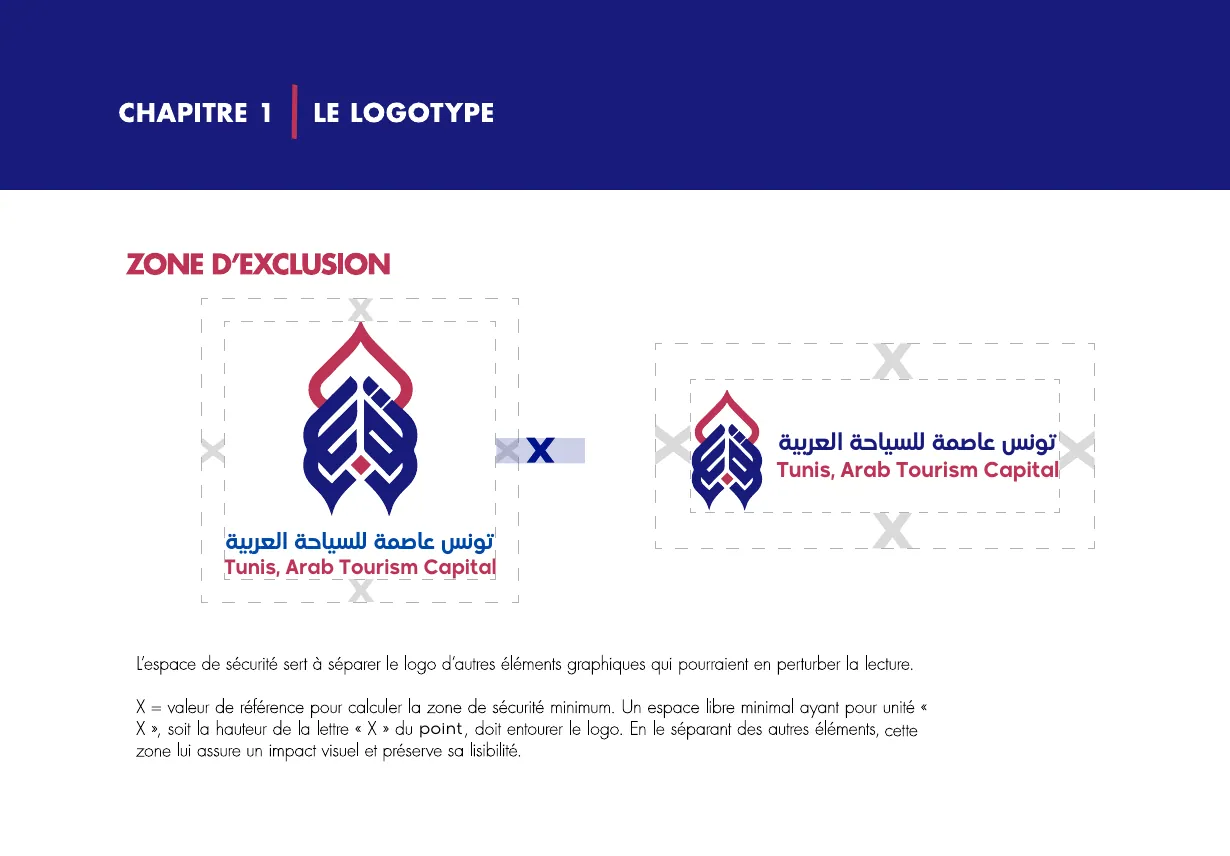 CHAPITRE 1 | LE LOGOTYPE
ZONE D'EXCLUSION
X
X
X X
تونس عاصمة للسياحة العربية
Tunis, Arab Tourism Capital
X
X
X
X
تونس عاصمة للسياحة العربية
Tunis, Arab Tourism Capital
X
L'espace de sécurité sert à séparer le logo d'autres éléments graphiques qui pourraient en perturber la lecture.
X = valeur de référence pour calculer la zone de sécurité minimum. Un espace libre minimal ayant pour unité «
X », soit la hauteur de la lettre « X » du point, doit entourer le logo. En le séparant des autres éléments, cette
zone lui assure un impact visuel et préserve sa lisibilité.